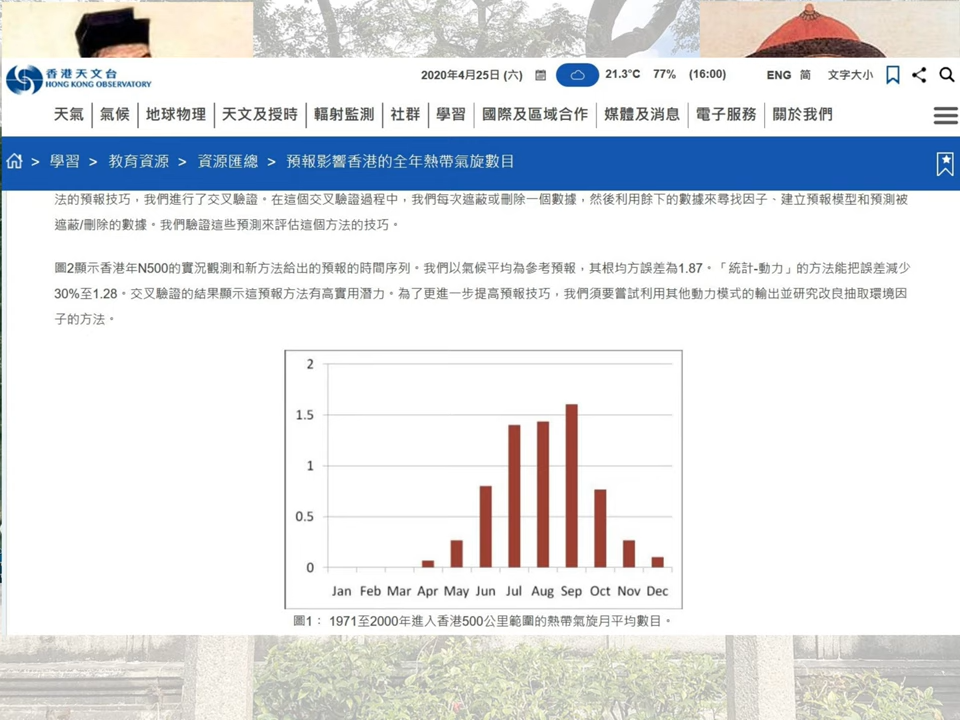 香港天文台
HONG KONG OBSERVATORY
2020年4月25日 (六) 21.3°C 77% (16:00) ENG 简 文字大小
天氣 氣候 地球物理 天文及授時 輻射監測 社群 學習 國際及區域合作 媒體及消息 電子服務 關於我們
> 學習 > 教育資源 > 資源匯總 > 預報影響香港的全年熱帶氣旋數目
法的預報技巧，我們進行了交叉驗證。在這個交叉驗證過程中，我們每次遮蔽或刪除一個數據，然後利用餘下的數據來尋找因子、建立預報模型和預測被
遮蔽/刪除的數據。我們驗證這些預測來評估這個方法的技巧。
圖2顯示香港年N500的實況觀測和新方法給出的預報的時間序列。我們以氣候平均為參考預報，其根均方誤差為1.87。「統計-動力」的方法能把誤差減少
30%至1.28。交叉驗證的結果顯示這預報方法有高實用潛力。為了更進一步提高預報技巧，我們須要嘗試利用其他動力模式的輸出並研究改良抽取環境因
子的方法。
2
1.5
1
0.5
0
Jan Feb Mar Apr May Jun Jul Aug Sep Oct Nov Dec
圖1： 1971至2000年進入香港500公里範圍的熱帶氣旋月平均數目。